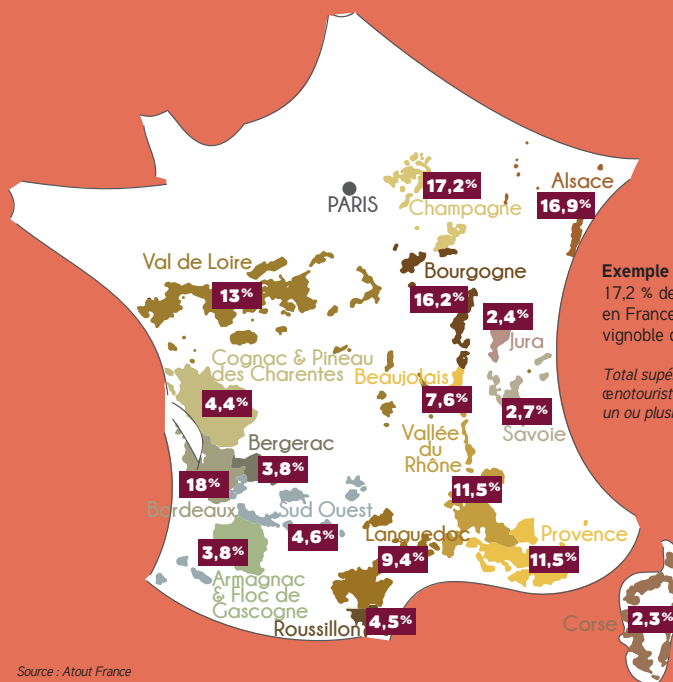 17,2%
Champagne
PARIS
Alsace
16,9%
Val de Loire
13%
Bourgogne
16,2%
2,4%
Jura
Exemple
17,2 % de
en France
vignoble
Total supé
œnotourist
un ou plus
Cognac & Pineau
des Charentes
4,4%
Beaujolais
7,6%
2,7%
Savoie
Vallée
du
Rhône
11,5%
Bergerac
3,8%
18%
Bordeaux
Sud Ouest
4,6%
Languedoc
9,4%
Provence
11,5%
3,8%
Armagnac
& Floc de
Gascogne
Roussillon
4,5%
Corse
2,3%
Source : Atout France